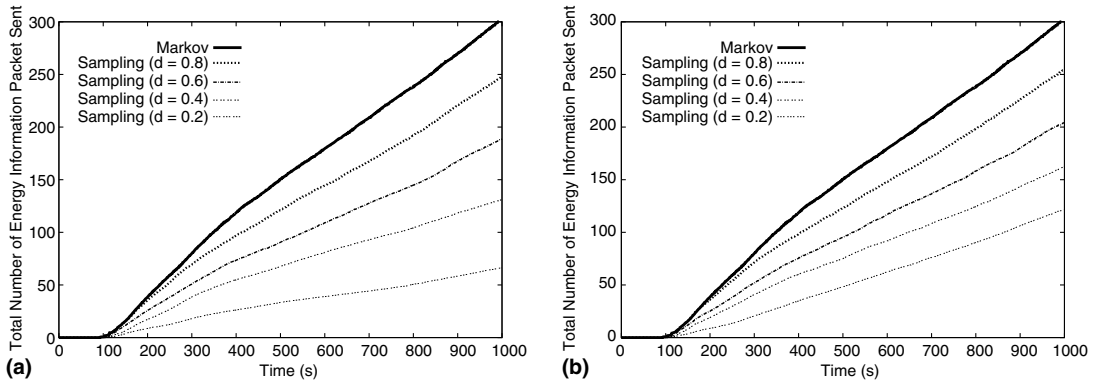 Total Number of Energy Information Packet Sent
300
250
200
150
100
50
0
Markov
Sampling (d = 0.8)
Sampling (d = 0.6)
Sampling (d = 0.4)
Sampling (d = 0.2)
0 100 200 300 400 500 600 700 800 900 1000
Time (s)
(a)
Total Number of Energy Information Packet Sent
300
250
200
150
100
50
0
Markov
Sampling (d = 0.8)
Sampling (d = 0.6)
Sampling (d = 0.4)
Sampling (d = 0.2)
0 100 200 300 400 500 600 700 800 900 1000
Time (s)
(b)